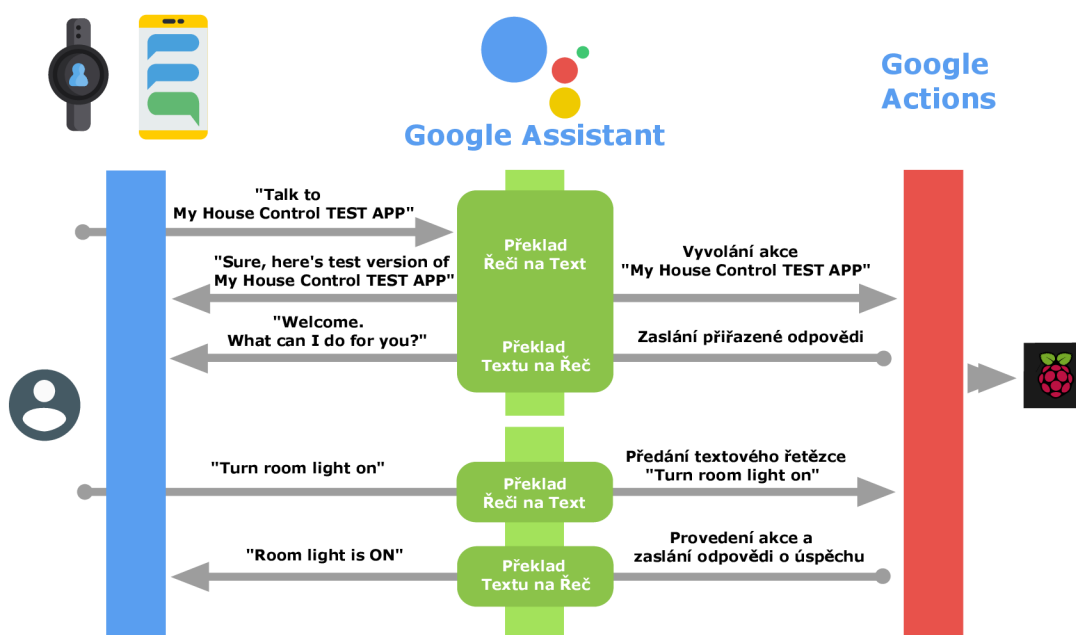 Google Assistant
Google
Actions
"Talk to
My House Control TEST APP"
Překlad
Řeči na Text
"Sure, here's test version of
My House Control TEST APP"
Vyvolání akce
"My House Control TEST APP"
"Welcome.
What can I do for you?"
Překlad
Textu na Řeč
Zaslání přiřazené odpovědi
"Turn room light on"
Překlad
Řeči na Text
Předání textového řetězce
"Turn room light on"
"Room light is ON"
Překlad
Textu na Řeč
Provedení akce a
zaslání odpovědi o úspěchu